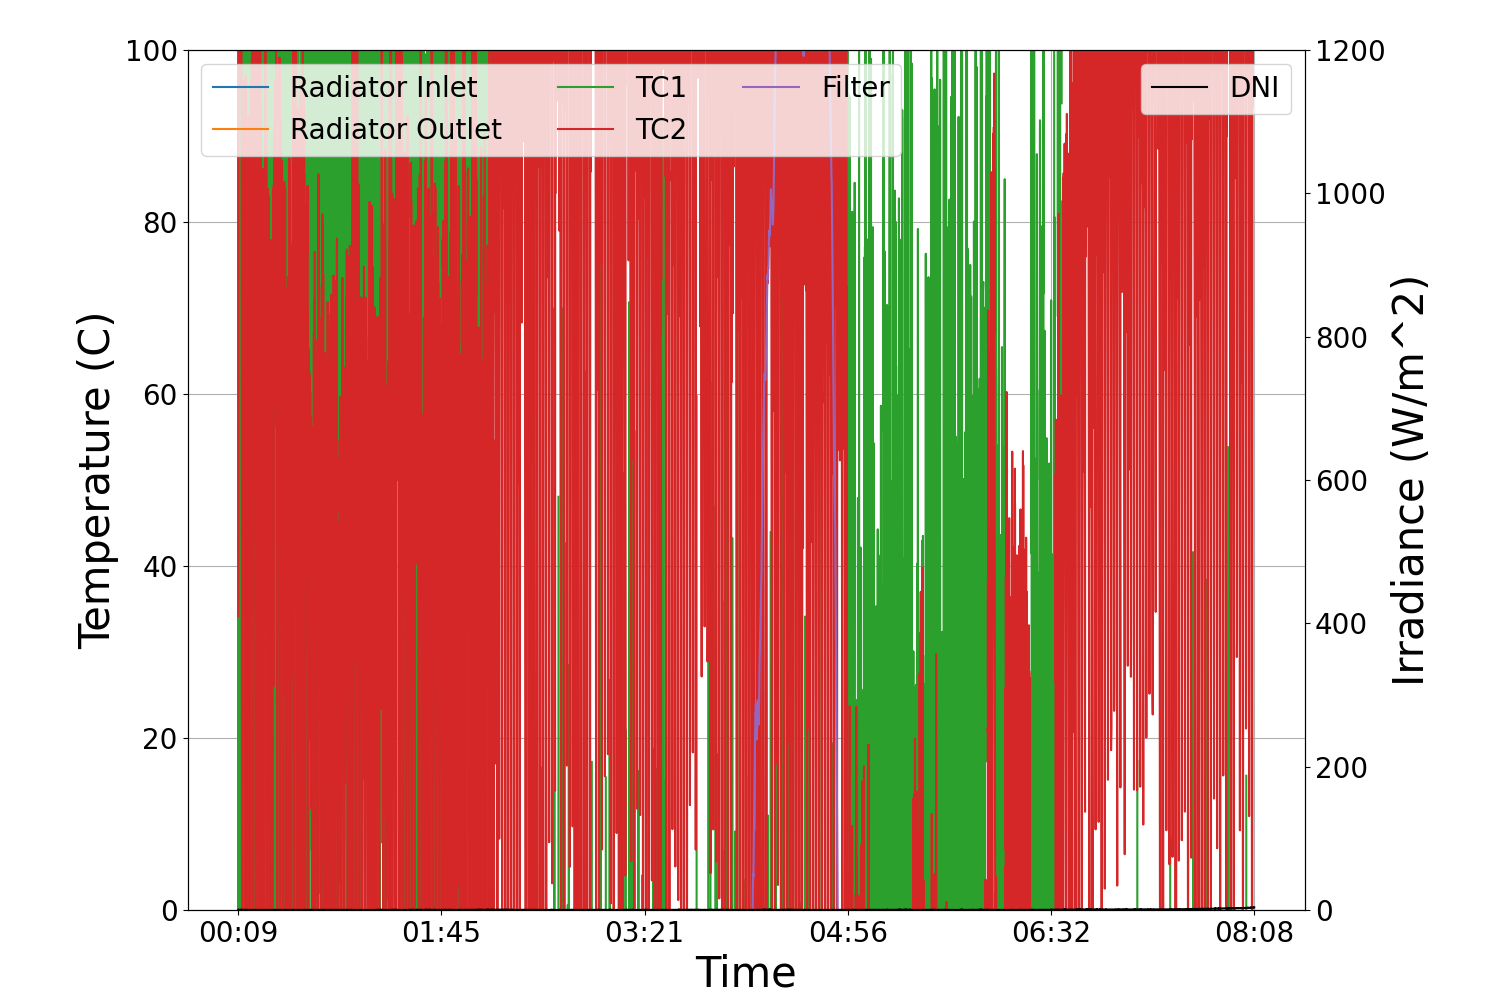 100
80
60
40
20
0
Temperature (C)
Radiator Inlet
Radiator Outlet
TC1
TC2
Filter
DNI
1200
1000
800
600
400
200
0
Irradiance (W/m^2)
00:09
01:45
03:21
04:56
06:32
08:08
Time